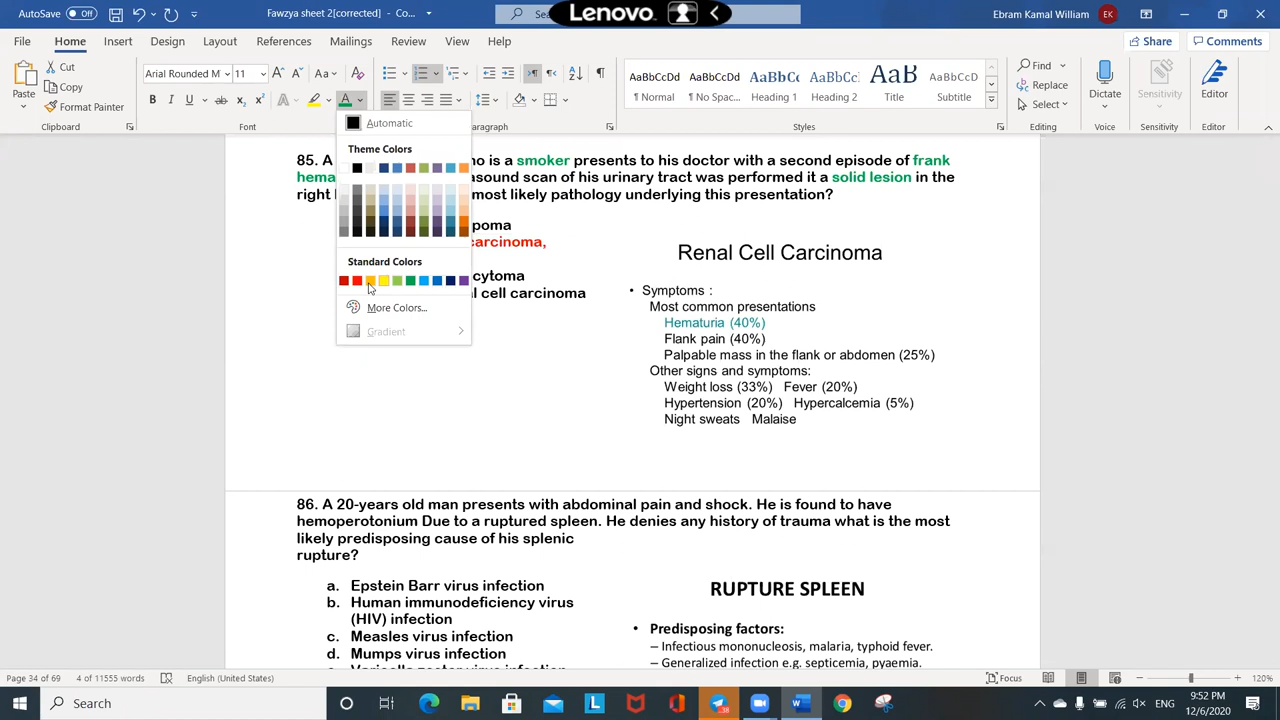 Lenovo
Fawzya sheet 2[corrected]
Ebram Kamal William
EK
File Home Insert Design Layout References Mailings Review View Help
Share
Comments
Paste
Cut
Copy
Format Painter
Clipboard
Arial Rounded M
11
Aa
Font
Paragraph
AaBbCcDd
¶ Normal
AaBbCcDd
¶ No Spac...
AaBbCc
Heading 1
AaBbCc
Heading 2
AaB
Title
AaBbCcD
Subtitle
Styles
Find
Replace
Select
Editing
Dictate
Voice
Sensitivity
Sensitivity
Editor
Editor
Automatic
Theme Colors
Standard Colors
More Colors...
Gradient
85. A
smoker presents to his doctor with a second episode of frank
hema
asound scan of his urinary tract was performed it a solid lesion in the
right
most likely pathology underlying this presentation?
poma
carcinoma,
cytoma
l cell carcinoma
Renal Cell Carcinoma
• Symptoms :
Most common presentations
Hematuria (40%)
Flank pain (40%)
Palpable mass in the flank or abdomen (25%)
Other signs and symptoms:
Weight loss (33%) Fever (20%)
Hypertension (20%) Hypercalcemia (5%)
Night sweats Malaise
86. A 20-years old man presents with abdominal pain and shock. He is found to have
hemoperotonium Due to a ruptured spleen. He denies any history of trauma what is the most
likely predisposing cause of his splenic
rupture?
a. Epstein Barr virus infection
b. Human immunodeficiency virus
(HIV) infection
c. Measles virus infection
d. Mumps virus infection
RUPTURE SPLEEN
• Predisposing factors:
– Infectious mononucleosis, malaria, typhoid fever.
– Generalized infection e.g. septicemia, pyaemia.
Page 34 of 69
4 of 11555 words
English (United States)
Focus
120%
Search
38
ENG
9:52 PM
12/6/2020